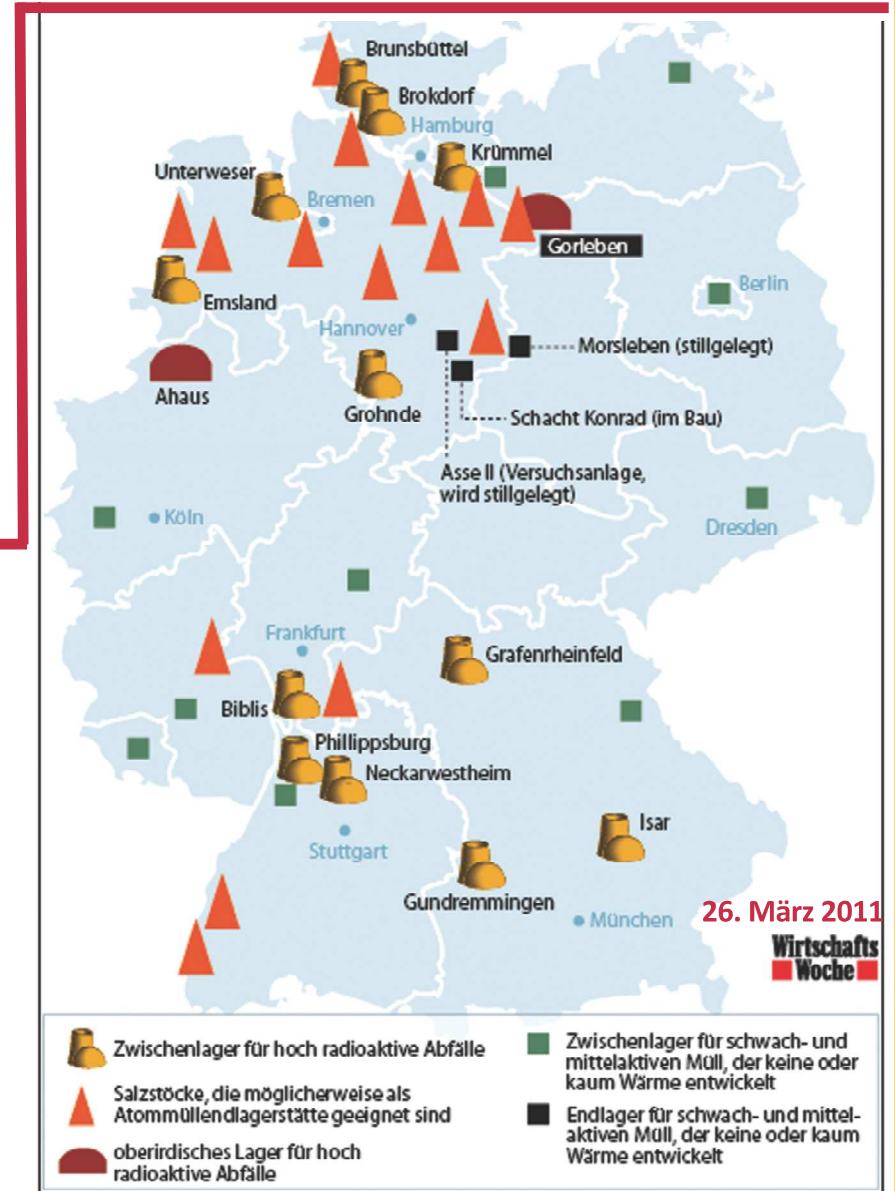 Brunsbüttel
Brokdorf
Hamburg
Krümmel
Unterweser
Bremen
Gorleben
Berlin
Emsland
Hannover
Morsleben (stillgelegt)
Ahaus
Grohnde
Schacht Konrad (im Bau)
Asse II (Versuchsanlage,
wird stillgelegt)
Köln
Dresden
Frankfurt
Grafenrheinfeld
Biblis
Phillippsburg
Neckarwestheim
Isar
Stuttgart
Gundremmingen
München
26. März 2011
Wirtschafts
Woche
Zwischenlager für hoch radioaktive Abfälle
Salzstöcke, die möglicherweise als
Atommüllendlagerstätte geeignet sind
oberirdisches Lager für hoch
radioaktive Abfälle
Zwischenlager für schwach- und
mittelaktiven Müll, der keine oder
kaum Wärme entwickelt
Endlager für schwach- und mittel-
aktiven Müll, der keine oder kaum
Wärme entwickelt